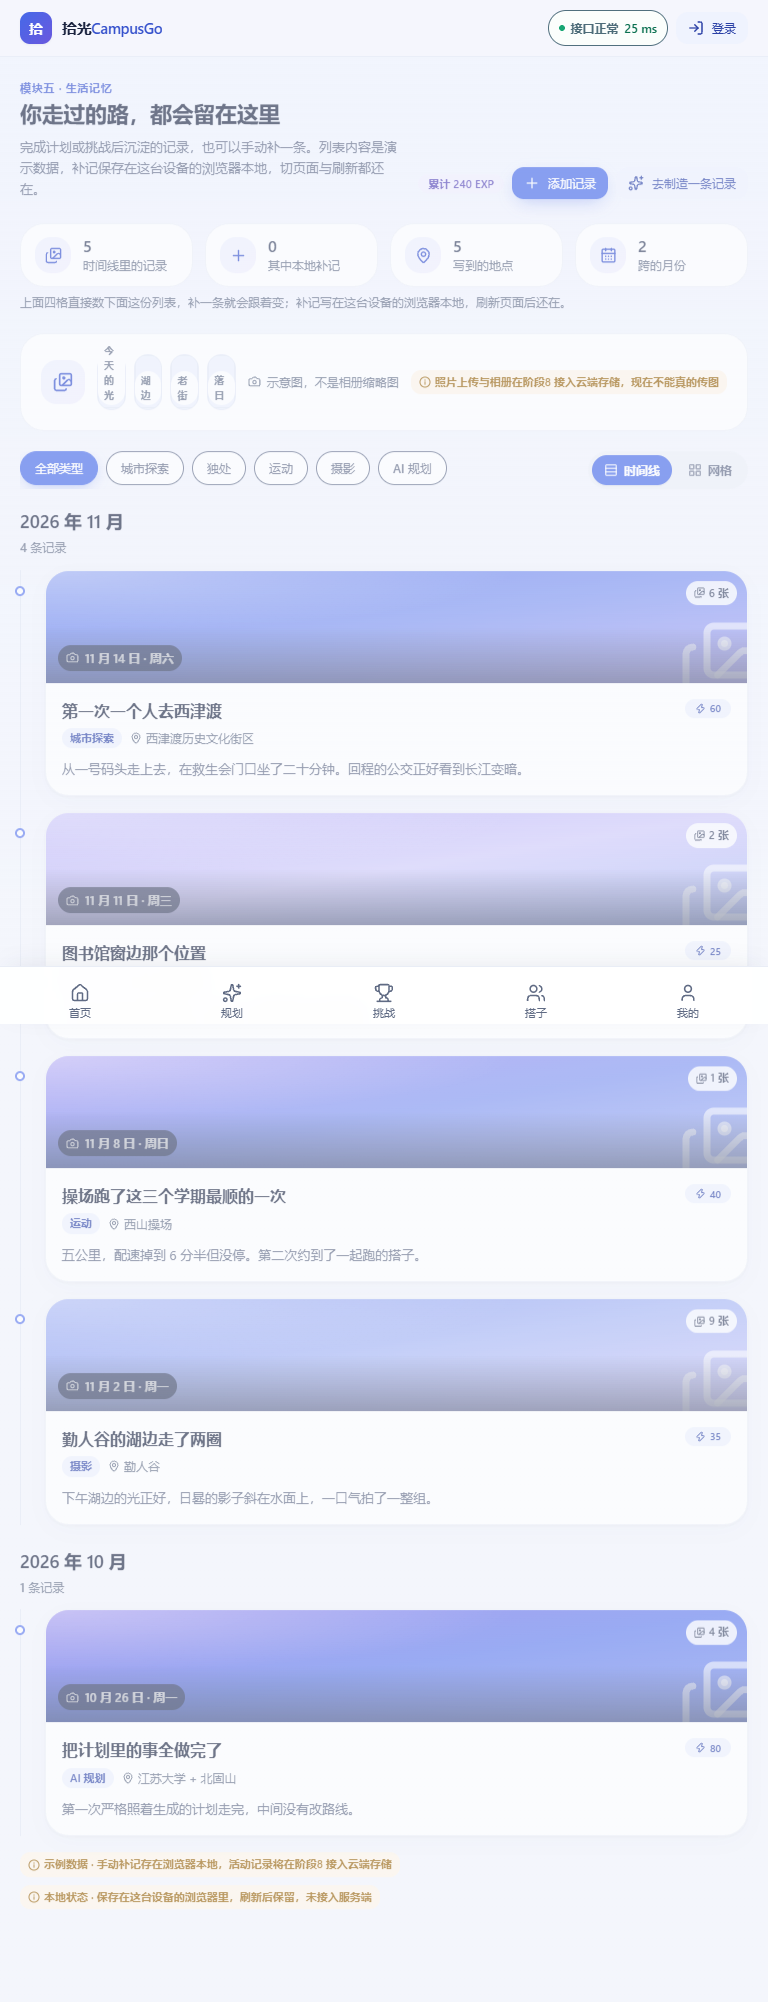 拾 拾光CampusGo
接口正常 25 ms
登录
模块五 · 生活记忆
你走过的路，都会留在这里
完成计划或挑战后沉淀的记录，也可以手动补一条。列表内容是演
示数据，补记保存在这台设备的浏览器本地，切页面与刷新都还
在。
累计 240 EXP
添加记录
去制造一条记录
5
时间线里的记录
0
其中本地补记
5
写到的地点
2
跨的月份
上面四格直接数下面这份列表，补一条就会跟着变；补记写在这台设备的浏览器本地，刷新页面后还在。
今天的光
湖边
老街
落日
示意图，不是相册缩略图
照片上传与相册在阶段8 接入云端存储，现在不能真的传图
全部类型
城市探索
独处
运动
摄影
AI 规划
时间线
网格
2026 年 11 月
4 条记录
6 张
11 月 14 日 · 周六
第一次一个人去西津渡
60
城市探索
西津渡历史文化街区
从一号码头走上去，在救生会门口坐了二十分钟。回程的公交正好看到长江变暗。
2 张
11 月 11 日 · 周三
图书馆窗边那个位置
25
首页
规划
挑战
搭子
我的
1 张
11 月 8 日 · 周日
操场跑了这三个学期最顺的一次
40
运动
西山操场
五公里，配速掉到 6 分半但没停。第二次约到了一起跑的搭子。
9 张
11 月 2 日 · 周一
勤人谷的湖边走了两圈
35
摄影
勤人谷
下午湖边的光正好，日晷的影子斜在水面上，一口气拍了一整组。
2026 年 10 月
1 条记录
4 张
10 月 26 日 · 周一
把计划里的事全做完了
80
AI 规划
江苏大学 + 北固山
第一次严格照着生成的计划走完，中间没有改路线。
示例数据 · 手动补记存在浏览器本地，活动记录将在阶段8 接入云端存储
本地状态 · 保存在这台设备的浏览器里，刷新后保留，未接入服务端